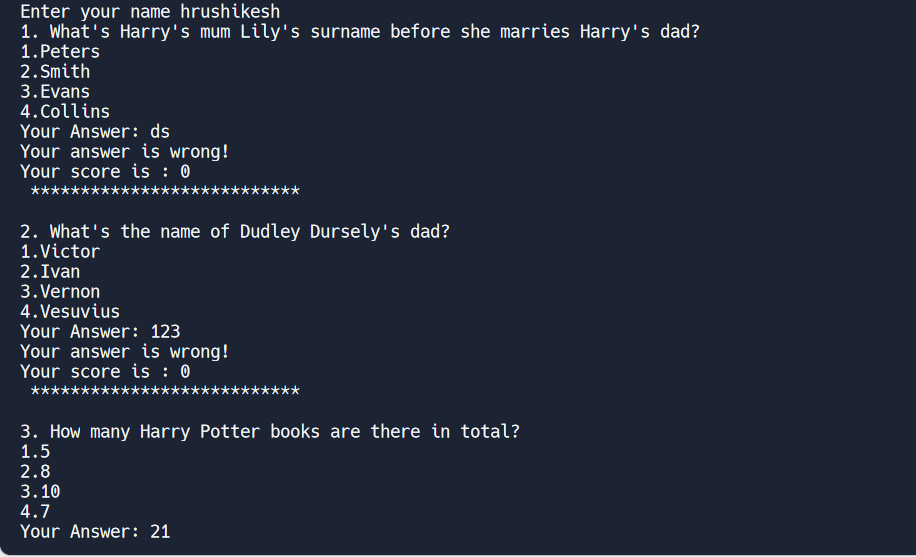 Enter your name hrushikesh
1. What's Harry's mum Lily's surname before she marries Harry's dad?
1.Peters
2.Smith
3.Evans
4.Collins
Your Answer: ds
Your answer is wrong!
Your score is : 0
***************************
2. What's the name of Dudley Dursely's dad?
1.Victor
2.Ivan
3.Vernon
4.Vesuvius
Your Answer: 123
Your answer is wrong!
Your score is : 0
***************************
3. How many Harry Potter books are there in total?
1.5
2.8
3.10
4.7
Your Answer: 21